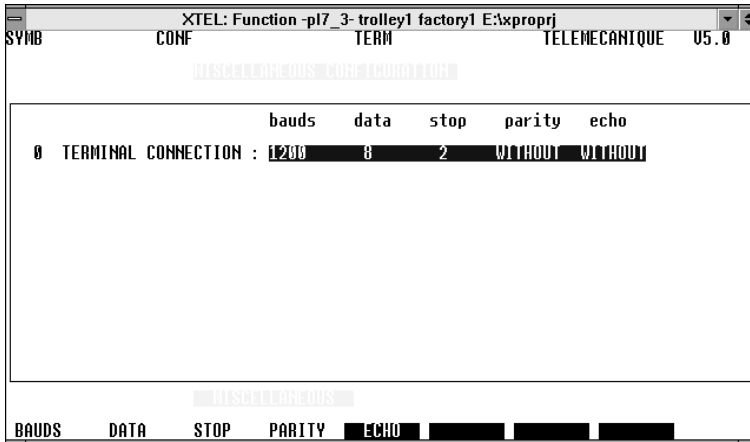 XTEL: Function -pl7_3- trolley1 factory1 E:\xproprj
SYMB CONF TERM TELEMECANIQUE V5.0
MISCELLANEOUS CONFIGURATION
bauds data stop parity echo
0 TERMINAL CONNECTION : 1200 8 2 WITHOUT WITHOUT
MISCELLANEOUS
BAUDS DATA STOP PARITY ECHO